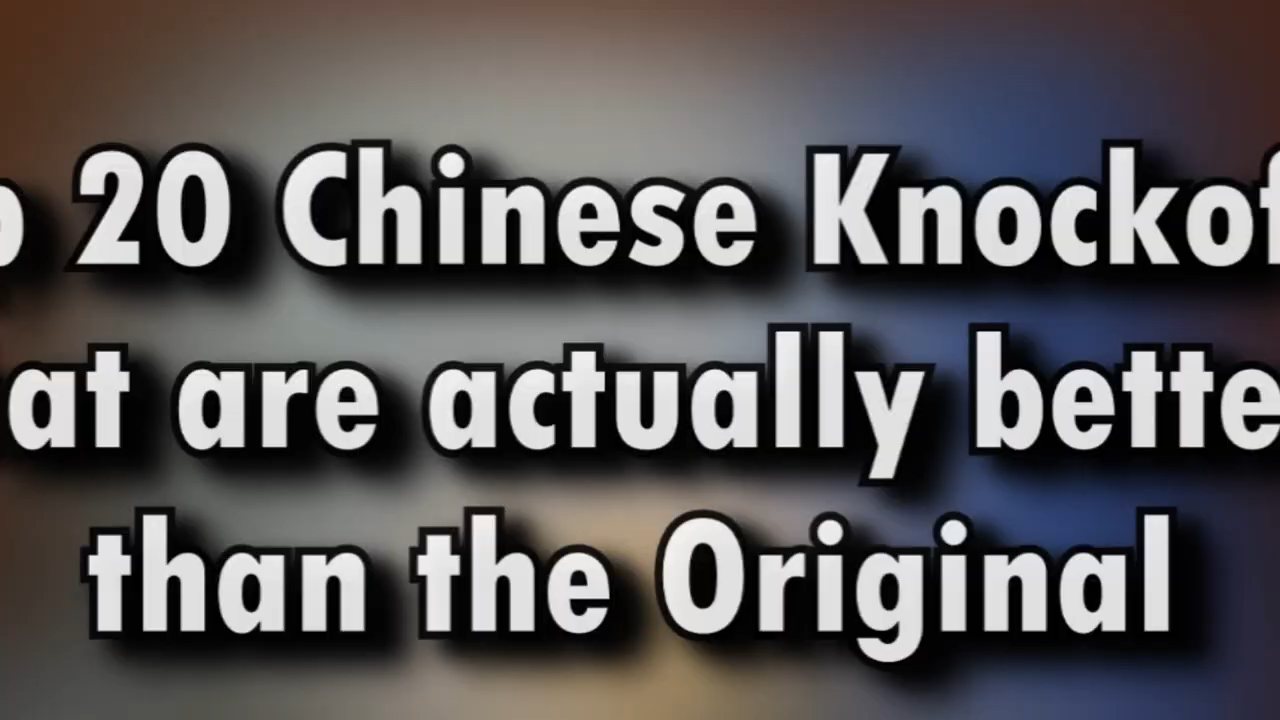 20 Chinese Knockof
at are actually bette
than the Original